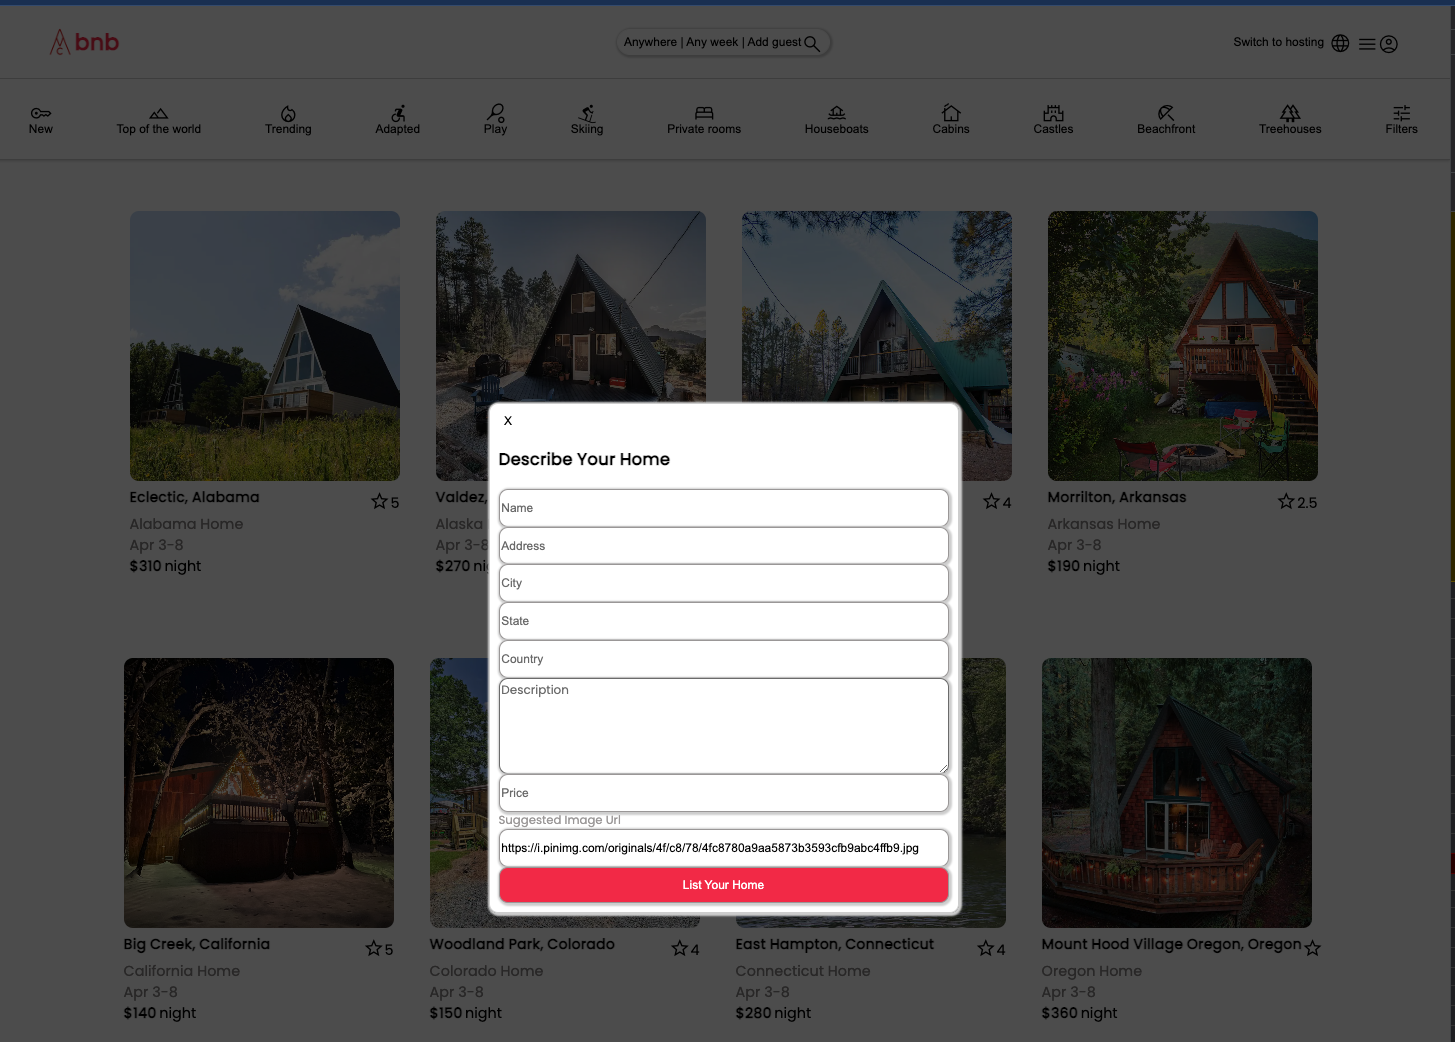 bnb
Anywhere | Any week | Add guest
Switch to hosting
New
Top of the world
Trending
Adapted
Play
Skiing
Private rooms
Houseboats
Cabins
Castles
Beachfront
Treehouses
Filters
X
Describe Your Home
Name
Address
City
State
Country
Description
Price
Suggested Image Url
https://i.pinimg.com/originals/4f/c8/78/4fc8780a9aa5873b3593cfb9abc4ffb9.jpg
List Your Home
Eclectic, Alabama
5
Alabama Home
Apr 3-8
$310 night
Valdez,
Alaska
Apr 3-8
$270
4
Morrilton, Arkansas
2.5
Arkansas Home
Apr 3-8
$190 night
Big Creek, California
5
California Home
Apr 3-8
$140 night
Woodland Park, Colorado
4
Colorado Home
Apr 3-8
$150 night
East Hampton, Connecticut
4
Connecticut Home
Apr 3-8
$280 night
Mount Hood Village Oregon, Oregon
Oregon Home
Apr 3-8
$360 night